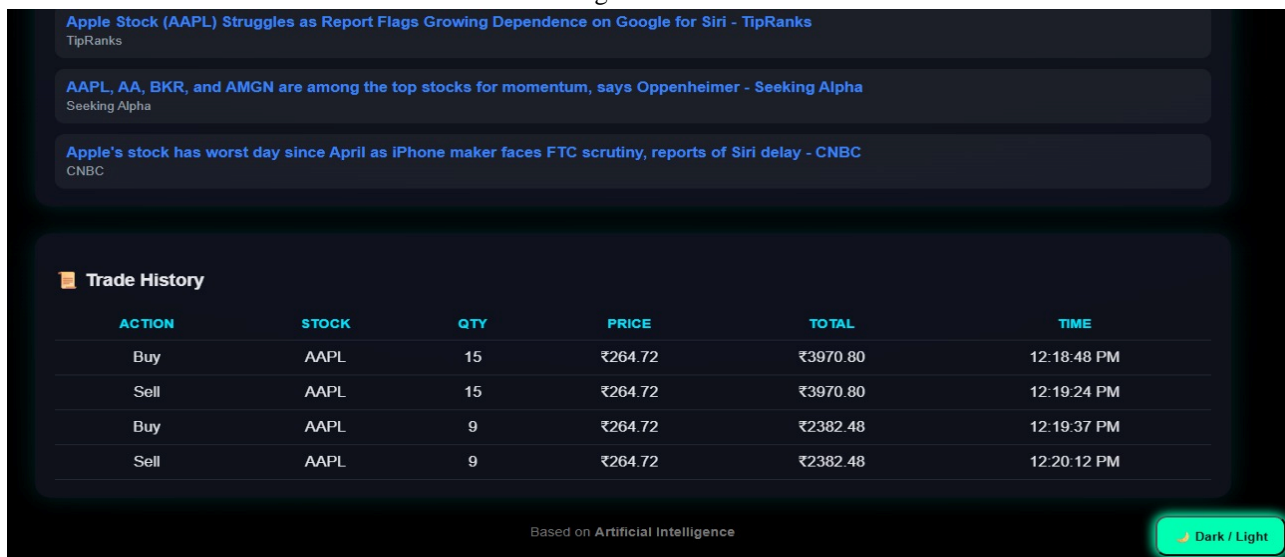 Apple Stock (AAPL) Struggles as Report Flags Growing Dependence on Google for Siri - TipRanks
TipRanks
AAPL, AA, BKR, and AMGN are among the top stocks for momentum, says Oppenheimer - Seeking Alpha
Seeking Alpha
Apple's stock has worst day since April as iPhone maker faces FTC scrutiny, reports of Siri delay - CNBC
CNBC
Trade History
ACTION STOCK QTY PRICE TOTAL TIME
Buy AAPL 15 ₹264.72 ₹3970.80 12:18:48 PM
Sell AAPL 15 ₹264.72 ₹3970.80 12:19:24 PM
Buy AAPL 9 ₹264.72 ₹2382.48 12:19:37 PM
Sell AAPL 9 ₹264.72 ₹2382.48 12:20:12 PM
Based on Artificial Intelligence
Dark / Light